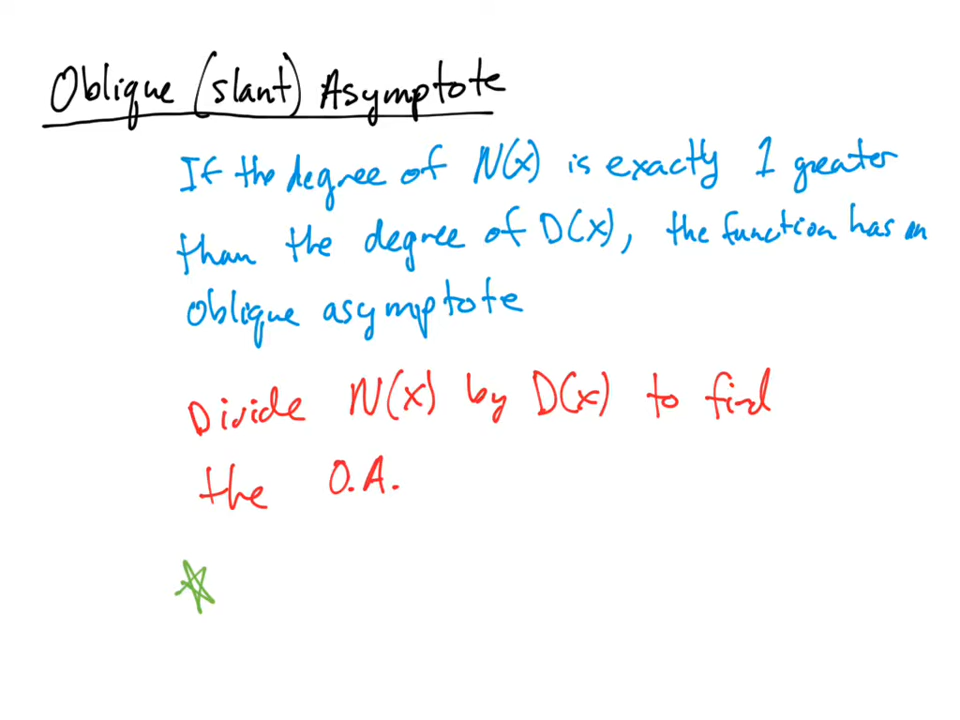 Oblique (slant) Asymptote
If the degree of N(x) is exactly 1 greater
than the degree of D(x), the function has an
oblique asymptote
Divide N(x) by D(x) to find
the O.A.